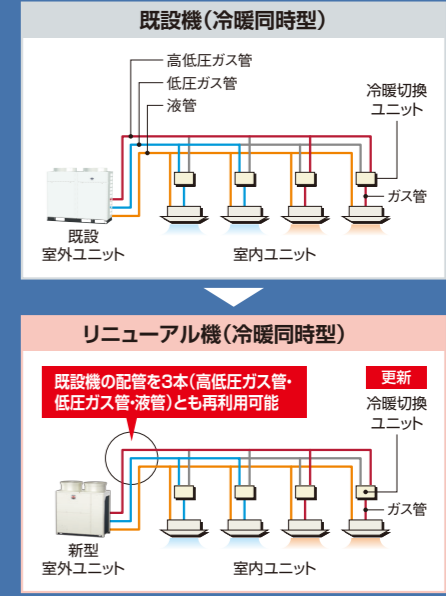 既設機(冷暖同時型)
高低圧ガス管
低圧ガス管
液管
冷暖切換
ユニット
ガス管
既設
室外ユニット
室内ユニット
リニューアル機(冷暖同時型)
既設機の配管を3本(高低圧ガス管・
低圧ガス管・液管)とも再利用可能
更新
冷暖切換
ユニット
ガス管
新型
室外ユニット
室内ユニット